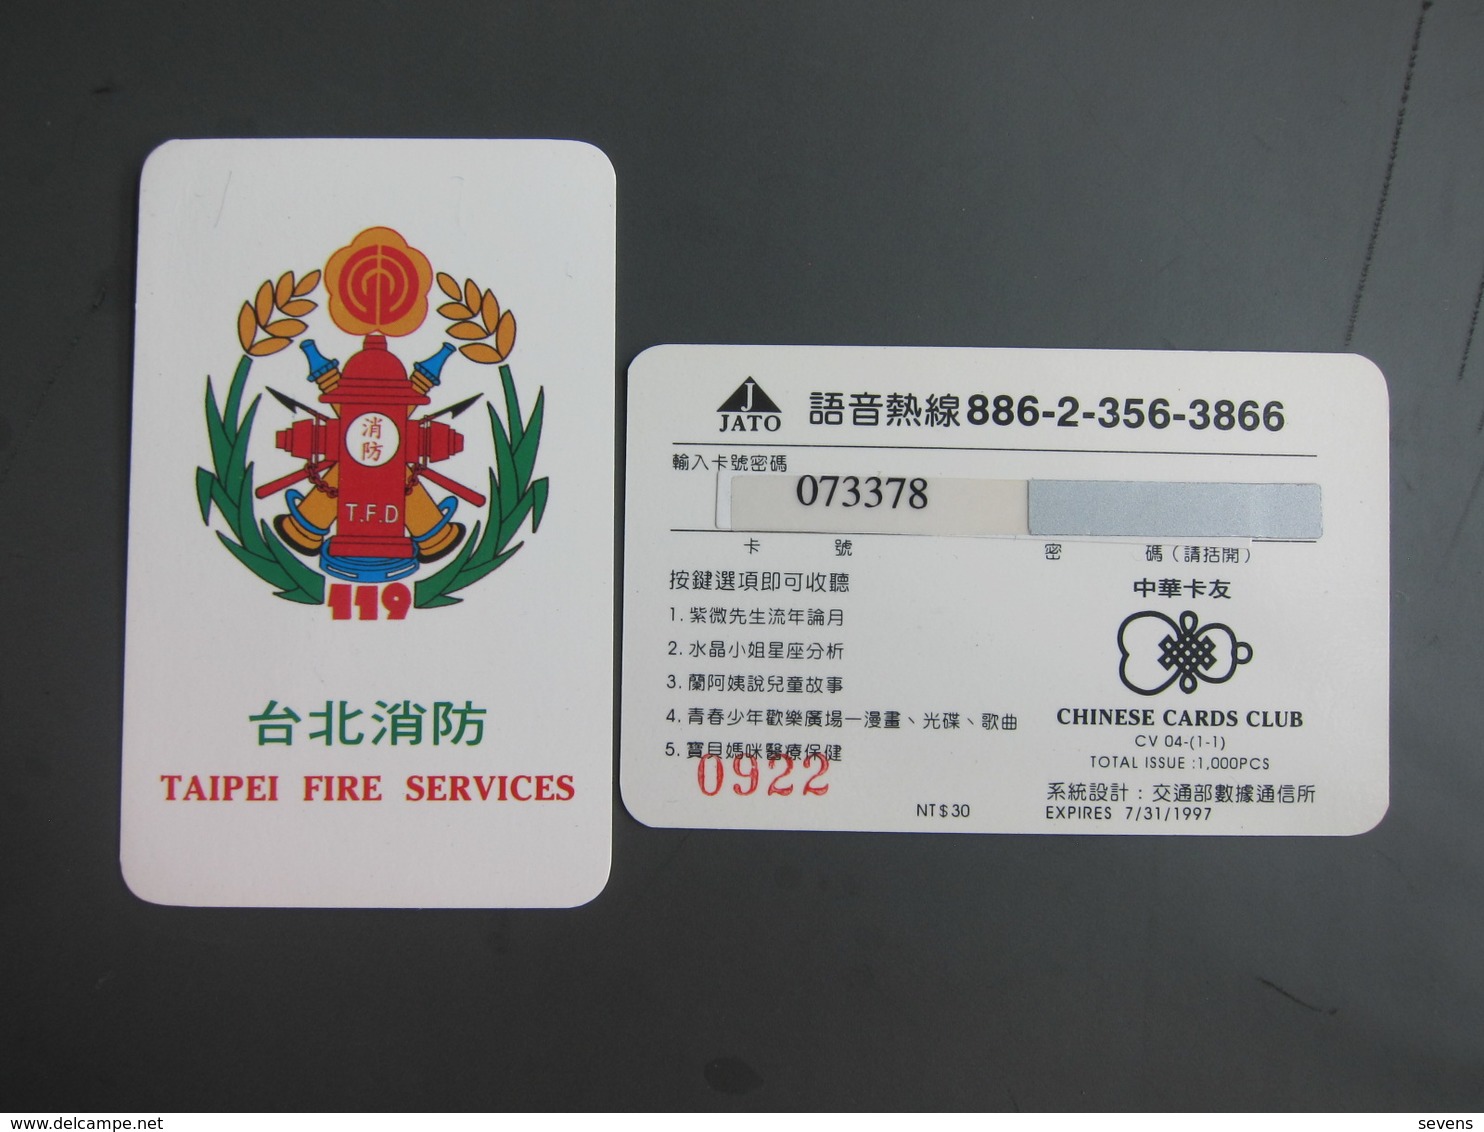 消
防
T.F.D
119
台北消防
TAIPEI FIRE SERVICES
J
JATO
語音熱線886-2-356-3866
輸入卡號密碼
073378
卡 號 密 碼(請括開)
按鍵選項即可收聽
1. 紫微先生流年論月
2. 水晶小姐星座分析
3. 蘭阿姨說兒童故事
4. 青春少年歡樂廣場—漫畫、光碟、歌曲
5. 寶貝媽咪醫療保健
0922
NT$30
中華卡友
CHINESE CARDS CLUB
CV 04-(1-1)
TOTAL ISSUE :1,000PCS
系統設計：交通部數據通信所
EXPIRES 7/31/1997
delcampe.net
sevens